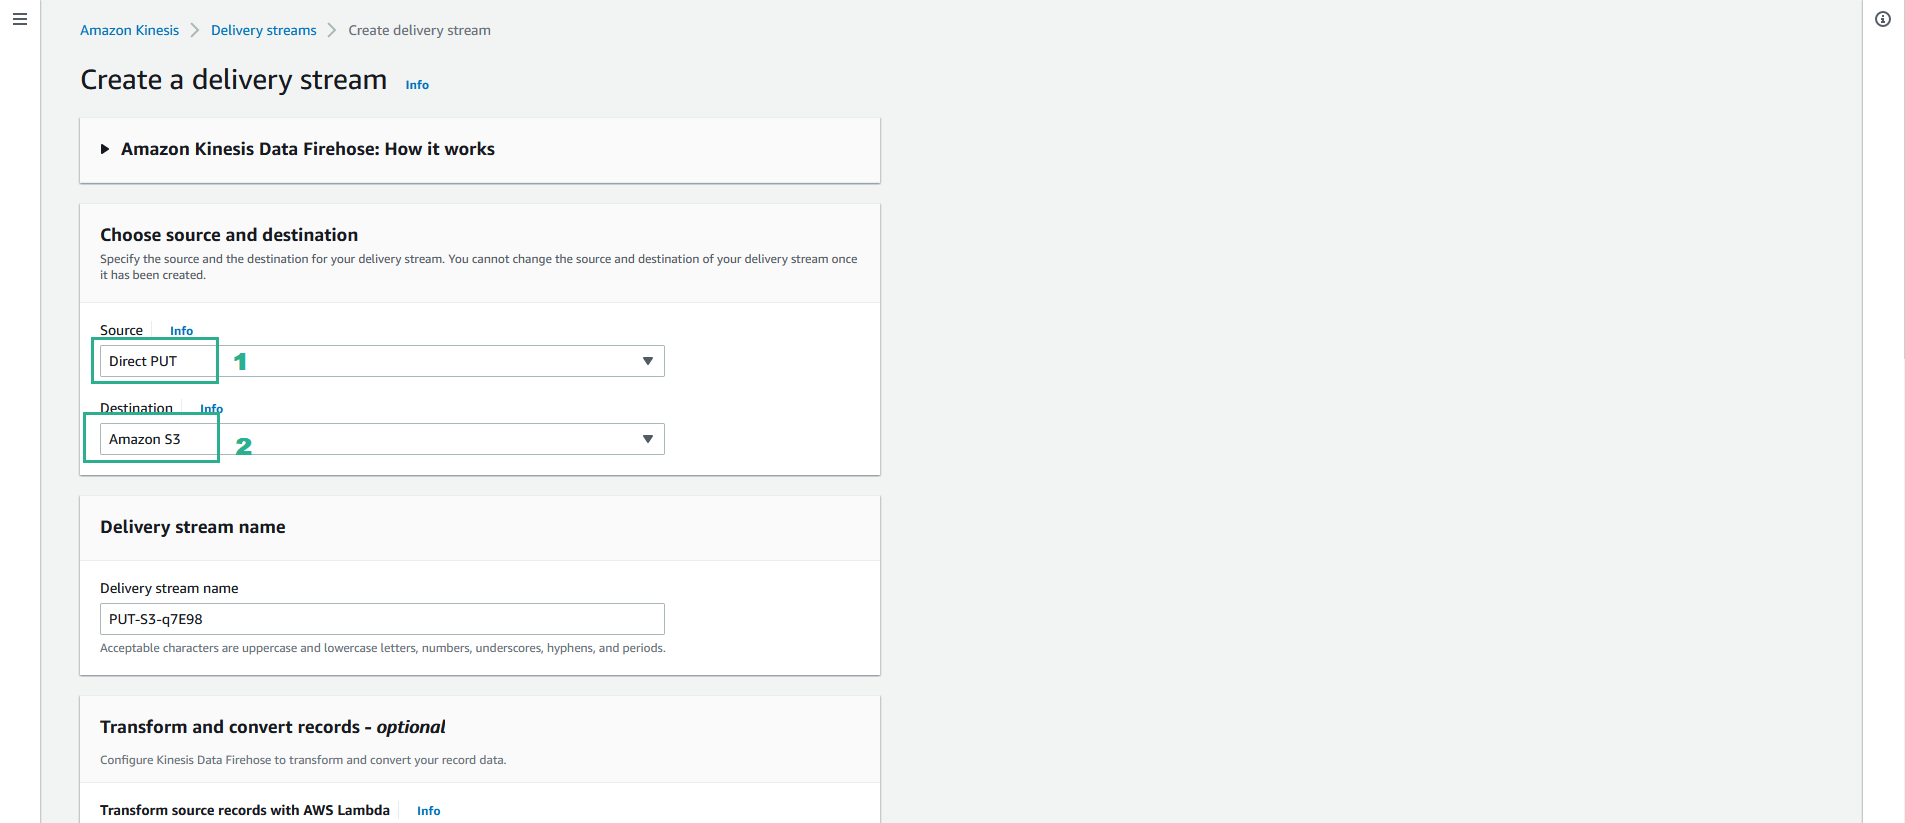 Amazon Kinesis > Delivery streams > Create delivery stream
Create a delivery stream Info
Amazon Kinesis Data Firehose: How it works
Choose source and destination
Specify the source and the destination for your delivery stream. You cannot change the source and destination of your delivery stream once
it has been created.
Source Info
Direct PUT 1
Destination Info
Amazon S3 2
Delivery stream name
Delivery stream name
PUT-S3-q7E98
Acceptable characters are uppercase and lowercase letters, numbers, underscores, hyphens, and periods.
Transform and convert records - optional
Configure Kinesis Data Firehose to transform and convert your record data.
Transform source records with AWS Lambda Info